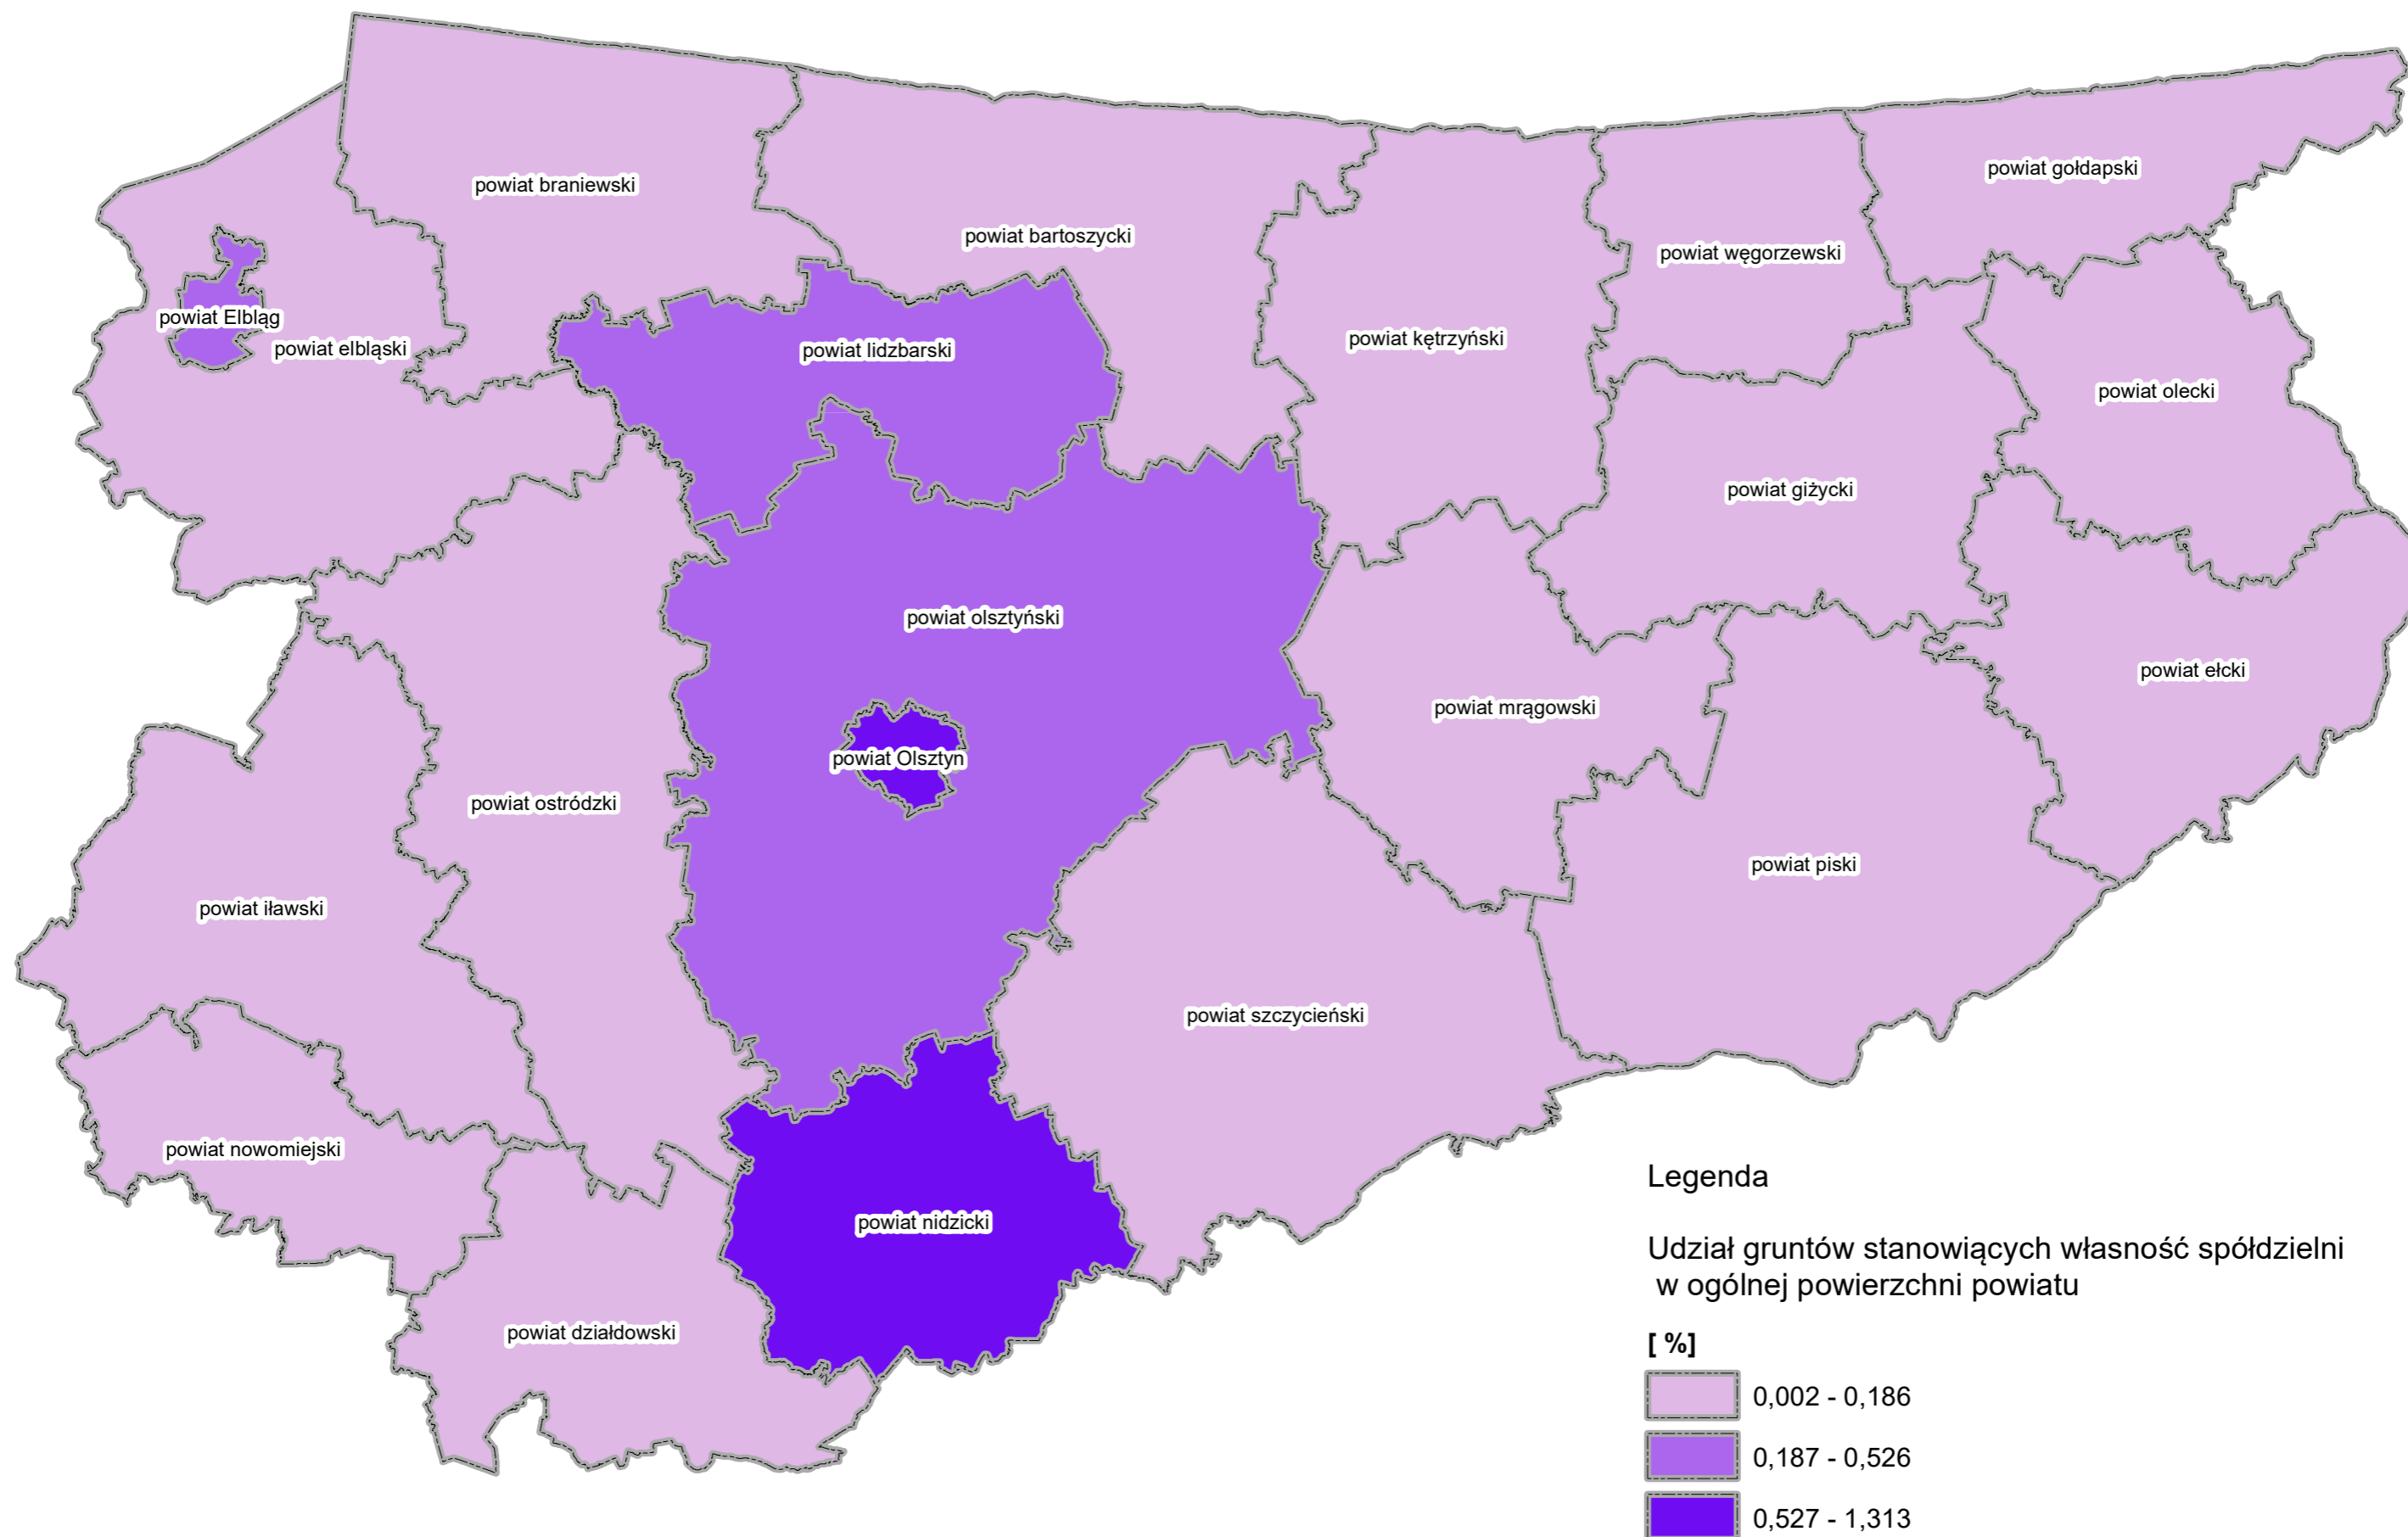 powiat gołdapski
powiat braniewski
powiat bartoszycki
powiat węgorzewski
powiat Elbląg
powiat elbląski
powiat lidzbarski
powiat kętrzyński
powiat olecki
powiat giżycki
powiat olsztyński
powiat ełcki
powiat mrągowski
powiat Olsztyn
powiat ostródzki
powiat piski
powiat iławski
powiat szczycieński
powiat nowomiejski
powiat nidzicki
powiat działdowski
Legenda
Udział gruntów stanowiących własność spółdzielni
w ogólnej powierzchni powiatu
[ %]
0,002 - 0,186
0,187 - 0,526
0,527 - 1,313